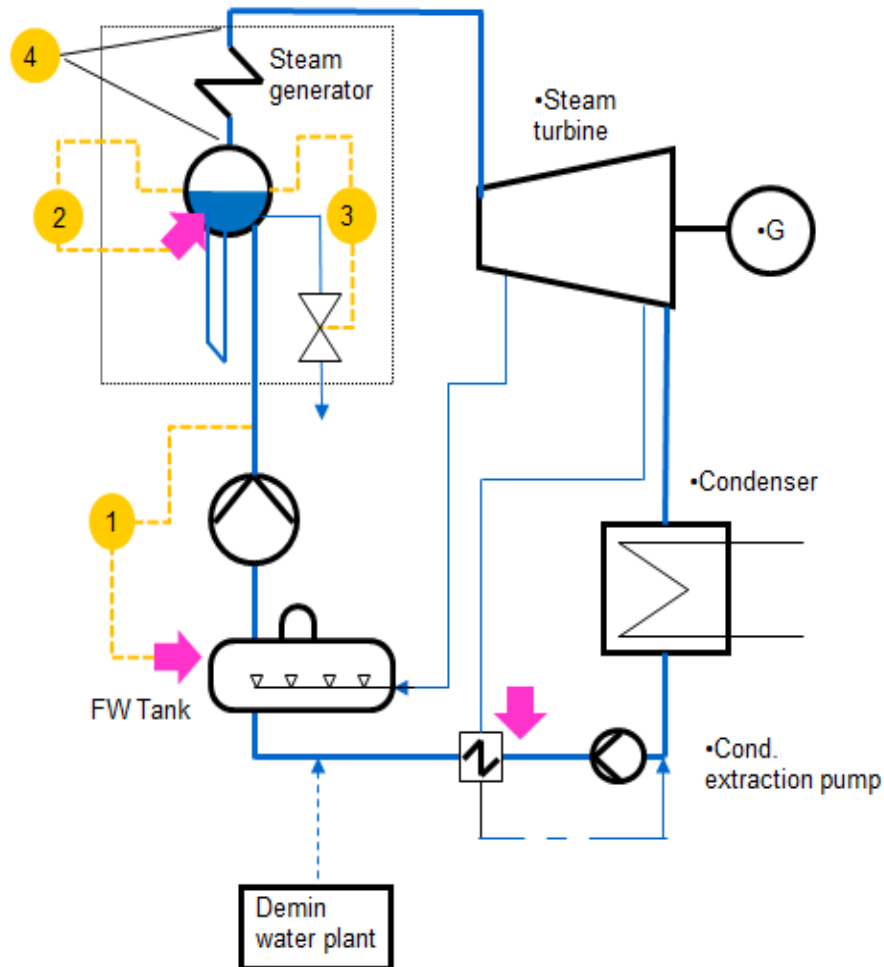 4
Steam
generator
•Steam
turbine
2
3
•G
1
•Condenser
FW Tank
•Cond.
extraction pump
Demin
water plant